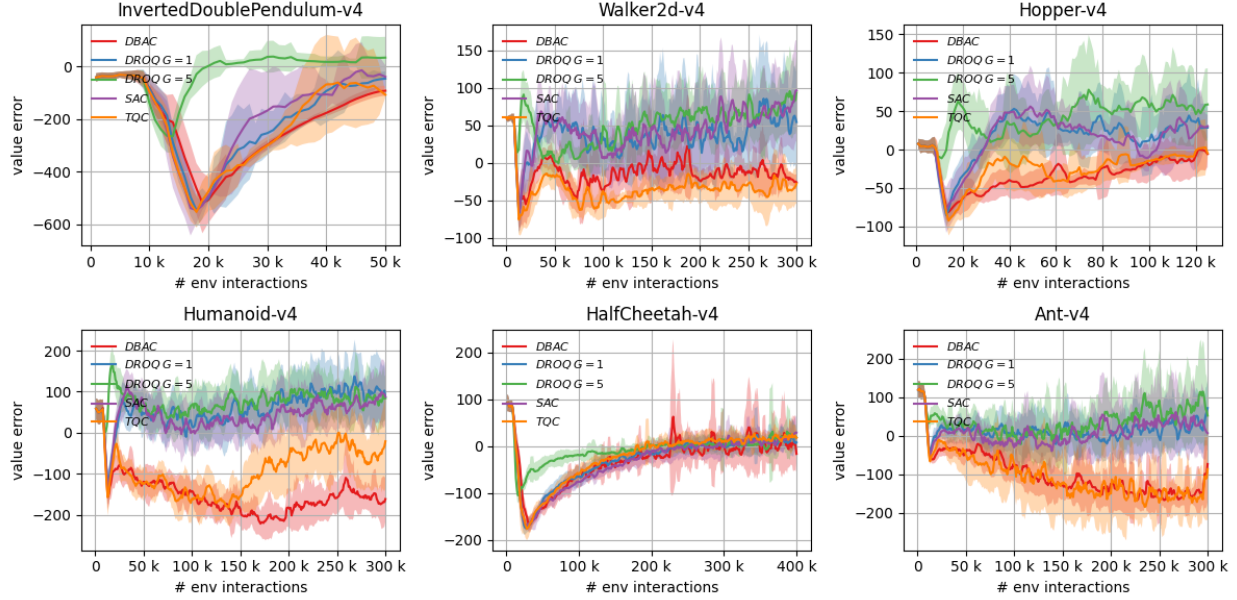 InvertedDoublePendulum-v4
value error
0
−200
−400
−600
DBAC
DROQ G = 1
DROQ G = 5
SAC
TQC
0
10 k
20 k
30 k
40 k
50 k
# env interactions
Walker2d-v4
value error
150
100
50
0
−50
−100
DBAC
DROQ G = 1
DROQ G = 5
SAC
TQC
0
50 k
100 k
150 k
200 k
250 k
300 k
# env interactions
Hopper-v4
value error
150
100
50
0
−50
−100
DBAC
DROQ G = 1
DROQ G = 5
SAC
TQC
0
20 k
40 k
60 k
80 k
100 k
120 k
# env interactions
Humanoid-v4
value error
200
100
0
−100
−200
DBAC
DROQ G = 1
DROQ G = 5
SAC
TQC
0
50 k
100 k
150 k
200 k
250 k
300 k
# env interactions
HalfCheetah-v4
value error
200
100
0
−100
−200
DBAC
DROQ G = 1
DROQ G = 5
SAC
TQC
0
100 k
200 k
300 k
400 k
# env interactions
Ant-v4
value error
200
100
0
−100
−200
DBAC
DROQ G = 1
DROQ G = 5
SAC
TQC
0
50 k
100 k
150 k
200 k
250 k
300 k
# env interactions